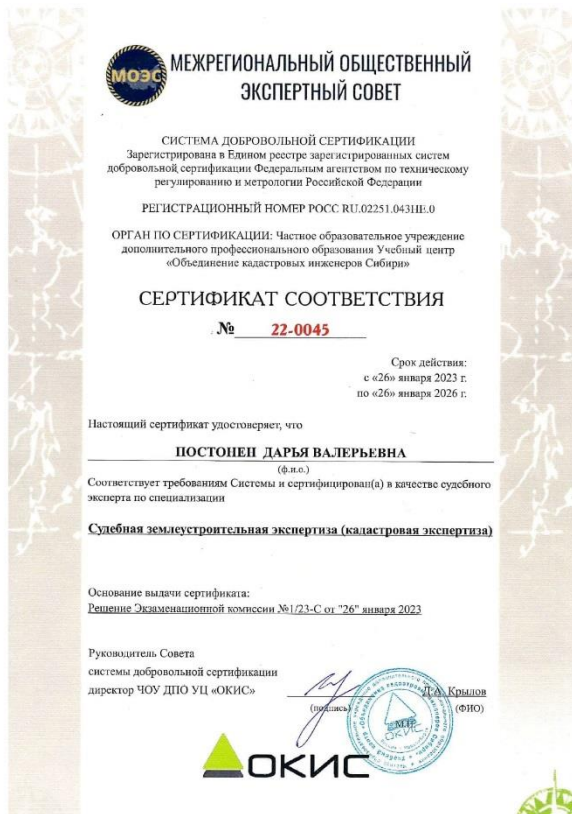 МОЭС
МЕЖРЕГИОНАЛЬНЫЙ ОБЩЕСТВЕННЫЙ
ЭКСПЕРТНЫЙ СОВЕТ
СИСТЕМА ДОБРОВОЛЬНОЙ СЕРТИФИКАЦИИ
Зарегистрирована в Едином реестре зарегистрированных систем
добровольной сертификации Федеральным агентством по техническому
регулированию и метрологии Российской Федерации
РЕГИСТРАЦИОННЫЙ НОМЕР РОСС RU.02251.04ЗНЕ.0
ОРГАН ПО СЕРТИФИКАЦИИ: Частное образовательное учреждение
дополнительного профессионального образования Учебный центр
«Объединение кадастровых инженеров Сибири»
СЕРТИФИКАТ СООТВЕТСТВИЯ
№ 22-0045
Срок действия:
с «26» января 2023 г.
по «26» января 2026 г.
Настоящий сертификат удостоверяет, что
ПОСТОНЕН ДАРЬЯ ВАЛЕРЬЕВНА
(ф.и.о.)
Соответствует требованиям Системы и сертифицирован(а) в качестве судебного
эксперта по специализации
Судебная землеустроительная экспертиза (кадастровая экспертиза)
Основание выдачи сертификата:
Решение Экзаменационной комиссии №1/23-С от "26" января 2023
Руководитель Совета
системы добровольной сертификации
директор ЧОУ ДПО УЦ «ОКИС»
Д.А. Крылов
(подпись) М.П. (ФИО)
ОКИС